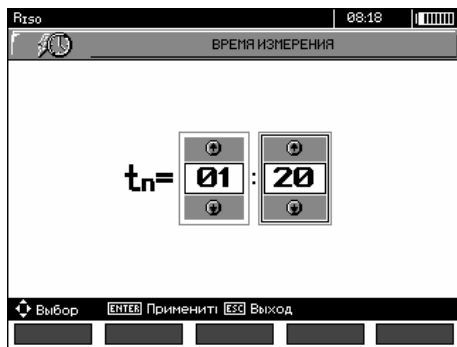 RISO 08:18
ВРЕМЯ ИЗМЕРЕНИЯ
tn= 01 : 20
Выбор ENTER Применить ESC Выход